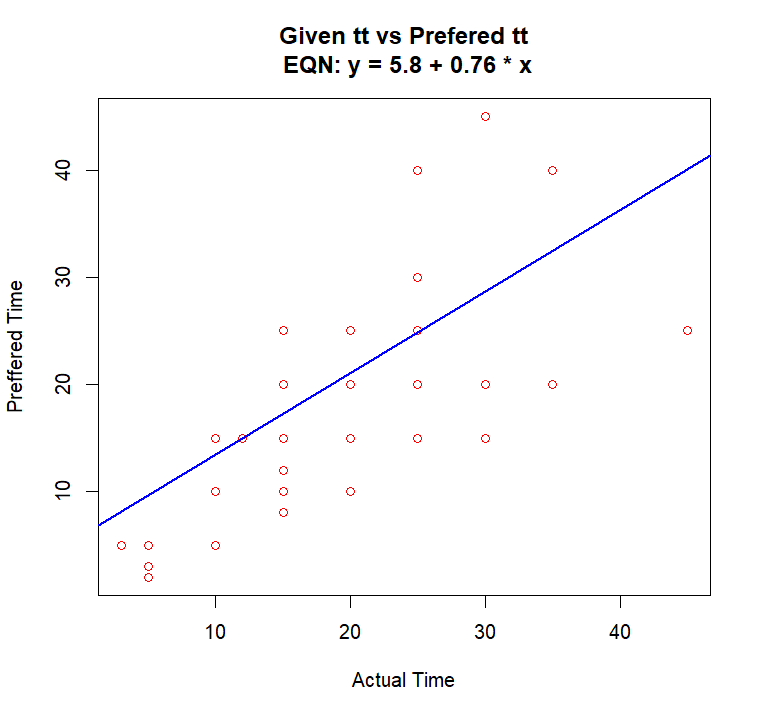 Given tt vs Prefered tt
EQN: y = 5.8 + 0.76 * x
40
30
20
10
Preffered Time
10 20 30 40
Actual Time